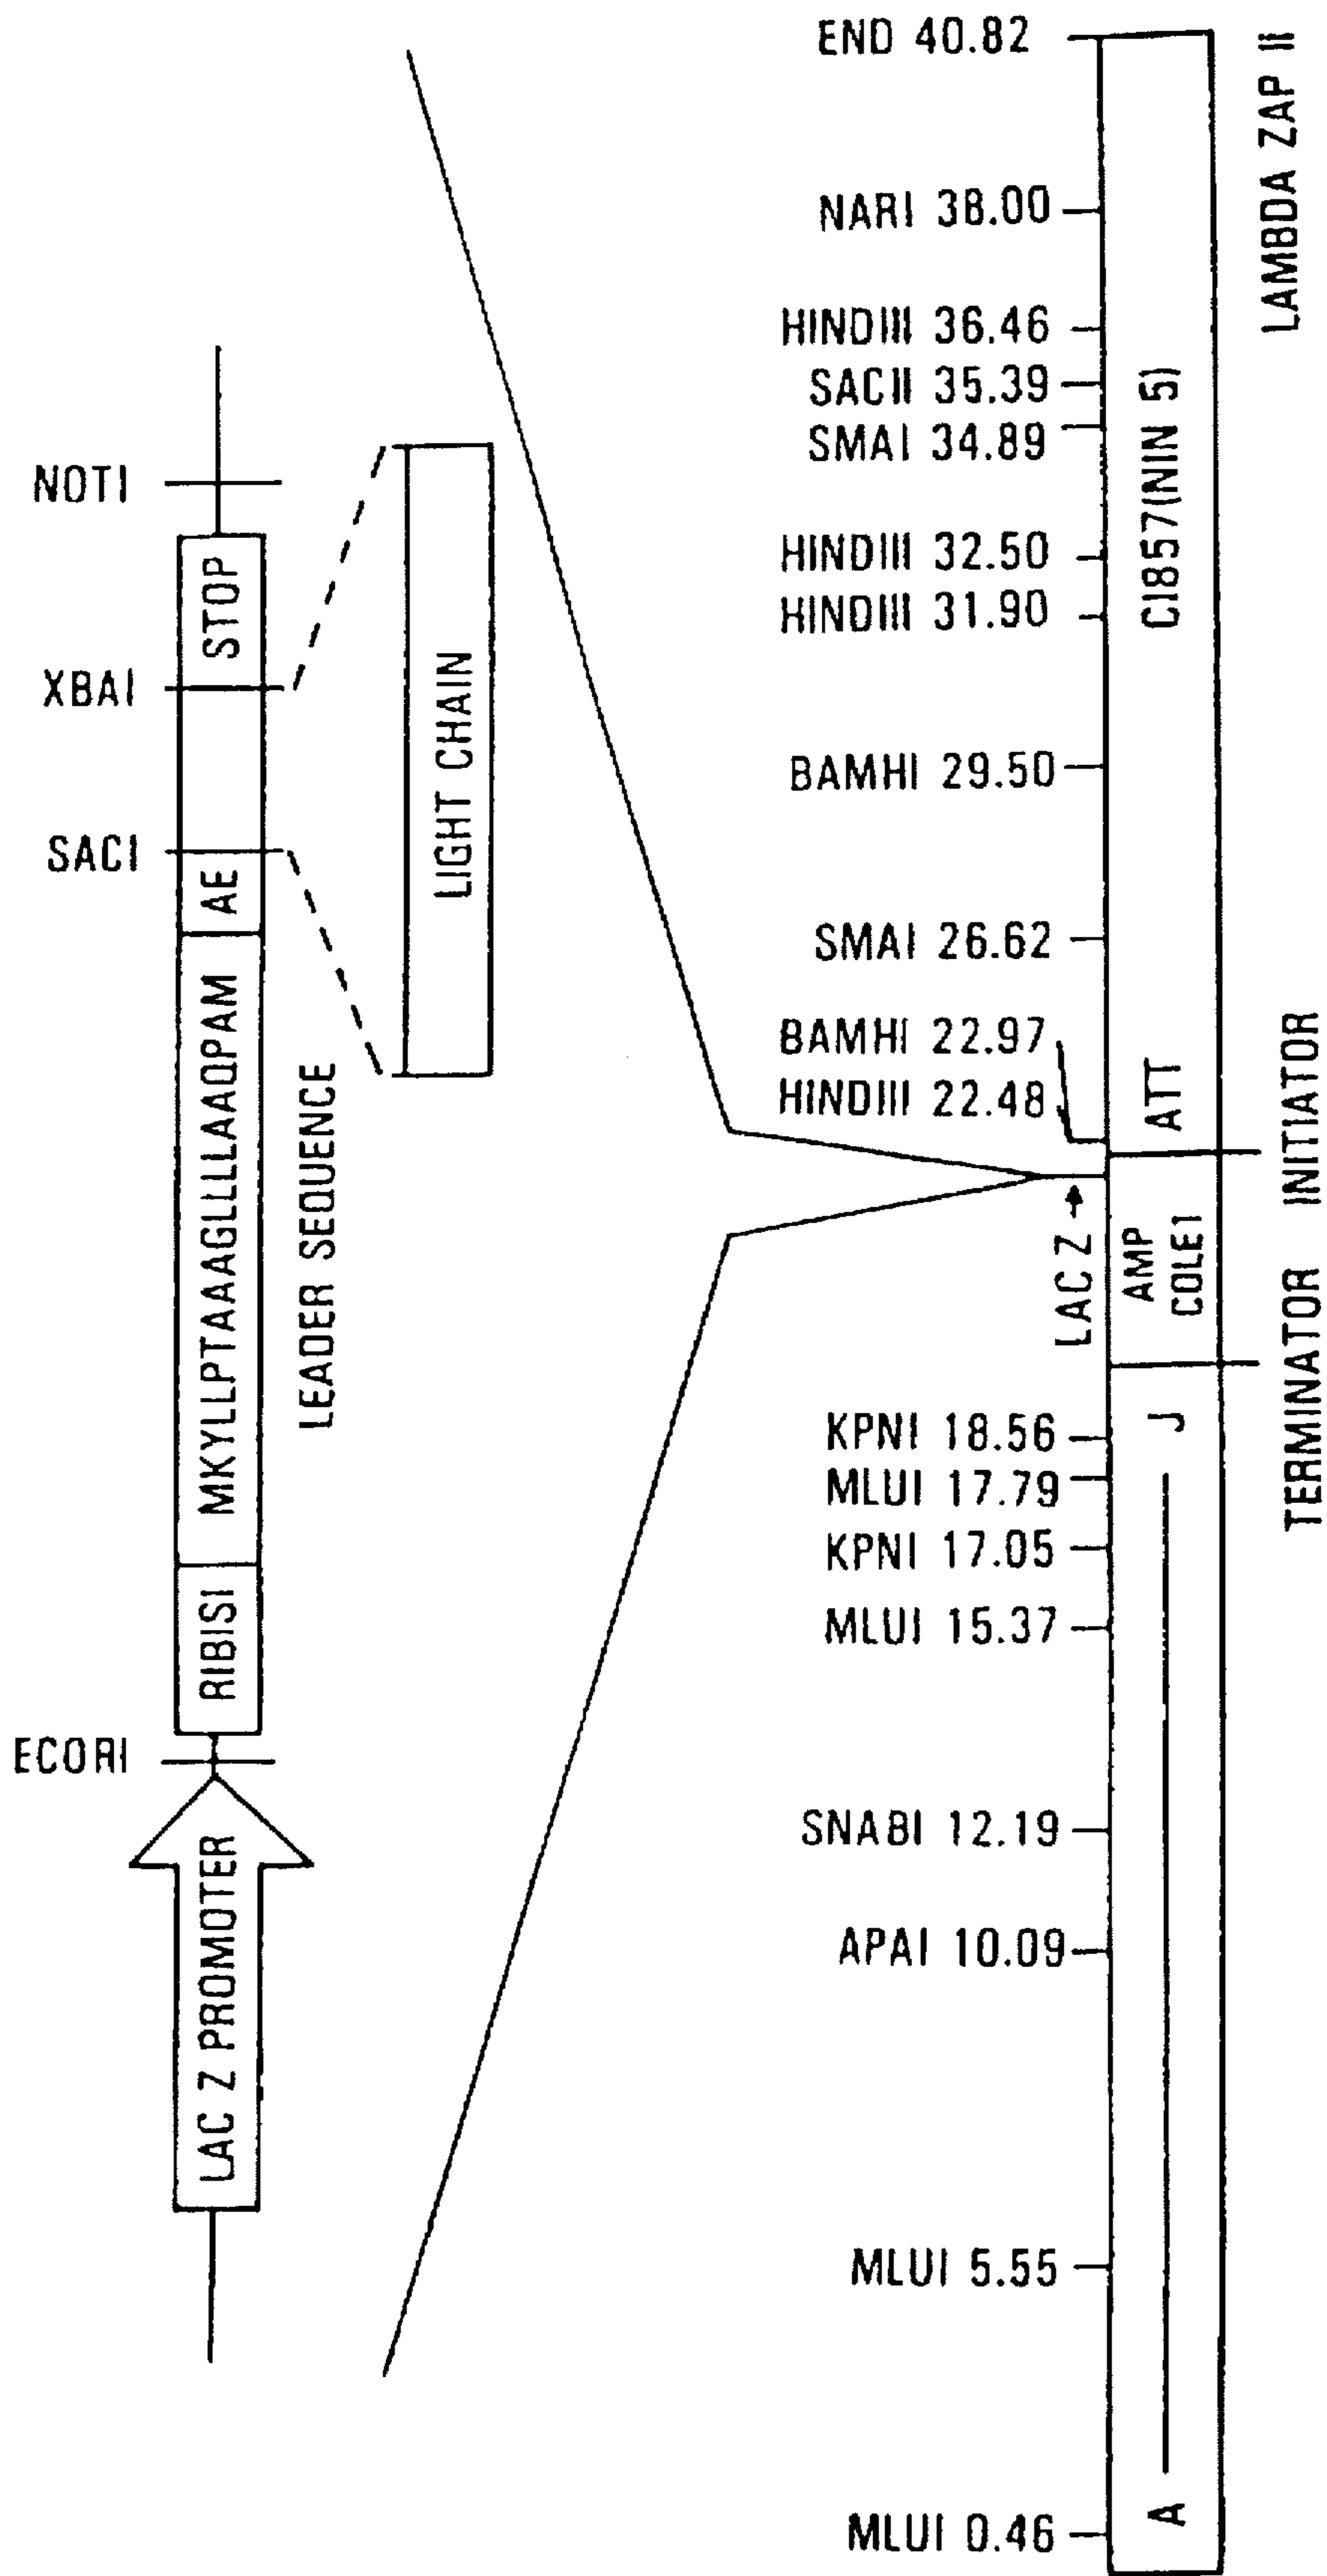 NOTI
XBAI
SACI
ECORI
STOP
AE
MKYLLPTAAAGLLLLAAQPAM
RIBISI
LAC Z PROMOTER
LEADER SEQUENCE
LIGHT CHAIN
END 40.82
NARI 38.00
HINDIII 36.46
SACII 35.39
SMAI 34.89
HINDIII 32.50
HINDIII 31.90
BAMHI 29.50
SMAI 26.62
BAMHI 22.97
HINDIII 22.48
LAC Z
KPNI 18.56
MLUI 17.79
KPNI 17.05
MLUI 15.37
SNABI 12.19
APAI 10.09
MLUI 5.55
MLUI 0.46
CI857(NIN 5)
ATT
AMP
COLE1
J
A
LAMBDA ZAP II
INITIATOR
TERMINATOR